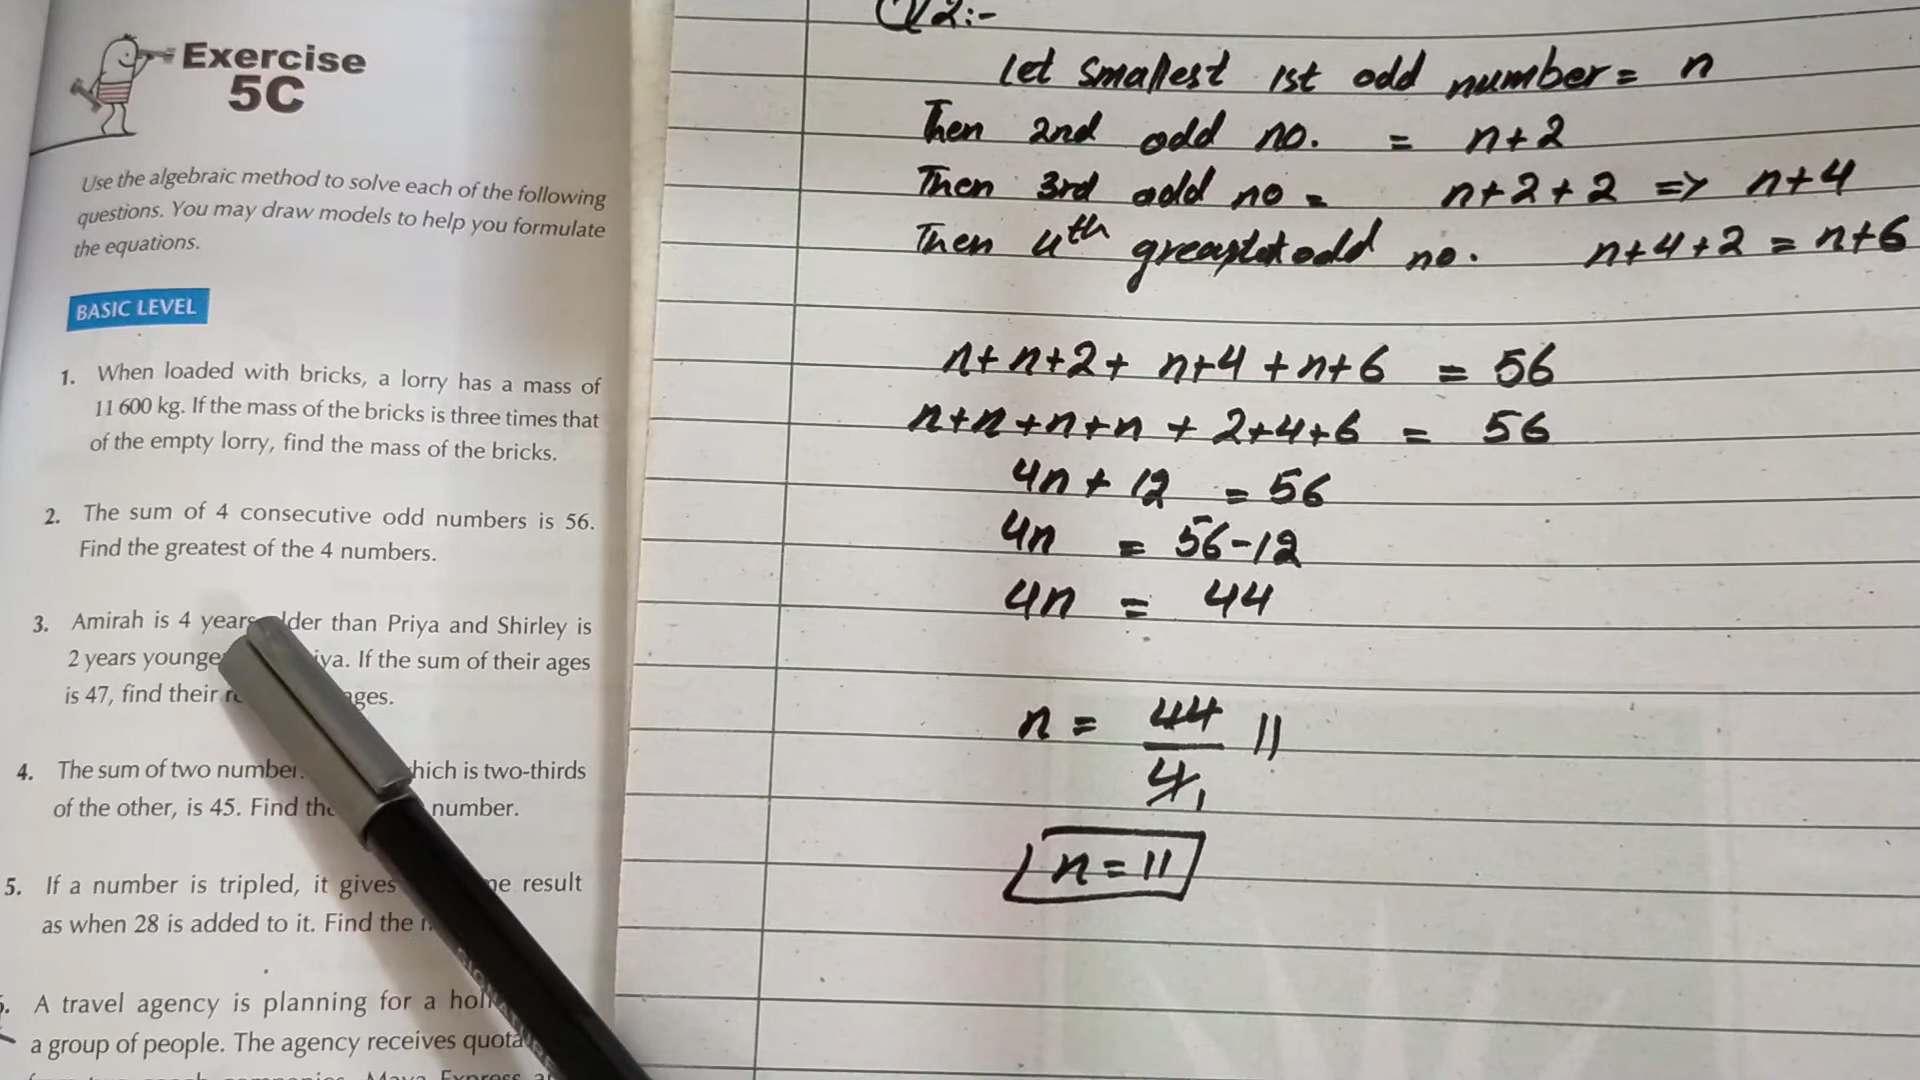 Exercise
5C
Use the algebraic method to solve each of the following
questions. You may draw models to help you formulate
the equations.
BASIC LEVEL
1. When loaded with bricks, a lorry has a mass of
11 600 kg. If the mass of the bricks is three times that
of the empty lorry, find the mass of the bricks.
2. The sum of 4 consecutive odd numbers is 56.
Find the greatest of the 4 numbers.
3. Amirah is 4 years older than Priya and Shirley is
2 years younge iya. If the sum of their ages
is 47, find their ges.
4. The sum of two number hich is two-thirds
of the other, is 45. Find the number.
5. If a number is tripled, it gives e result
as when 28 is added to it. Find the
A travel agency is planning for a hol
a group of people. The agency receives quota
Q2:-
Let smallest 1st odd number = n
Then 2nd odd no. = n+2
Then 3rd odd no = n+2+2 => n+4
Then 4th odd no. n+4+2 = n+6
n+n+2+ n+4+n+6 = 56
n+n+n+n + 2+4+6 = 56
4n + 12 = 56
4n = 56-12
4n = 44
n = 44/4 11
1
n = 11